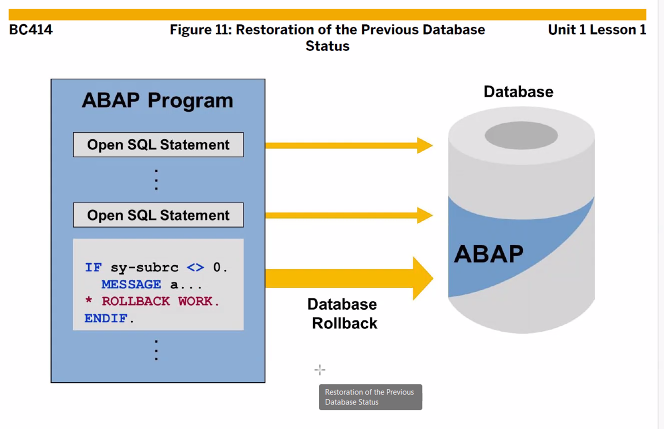 BC414
Figure 11: Restoration of the Previous Database
Status
Unit 1 Lesson 1
ABAP Program
Open SQL Statement
Open SQL Statement
IF sy-subrc <> 0.
MESSAGE a...
* ROLLBACK WORK.
ENDIF.
Database
ABAP
Database
Rollback
Restoration of the Previous
Database Status